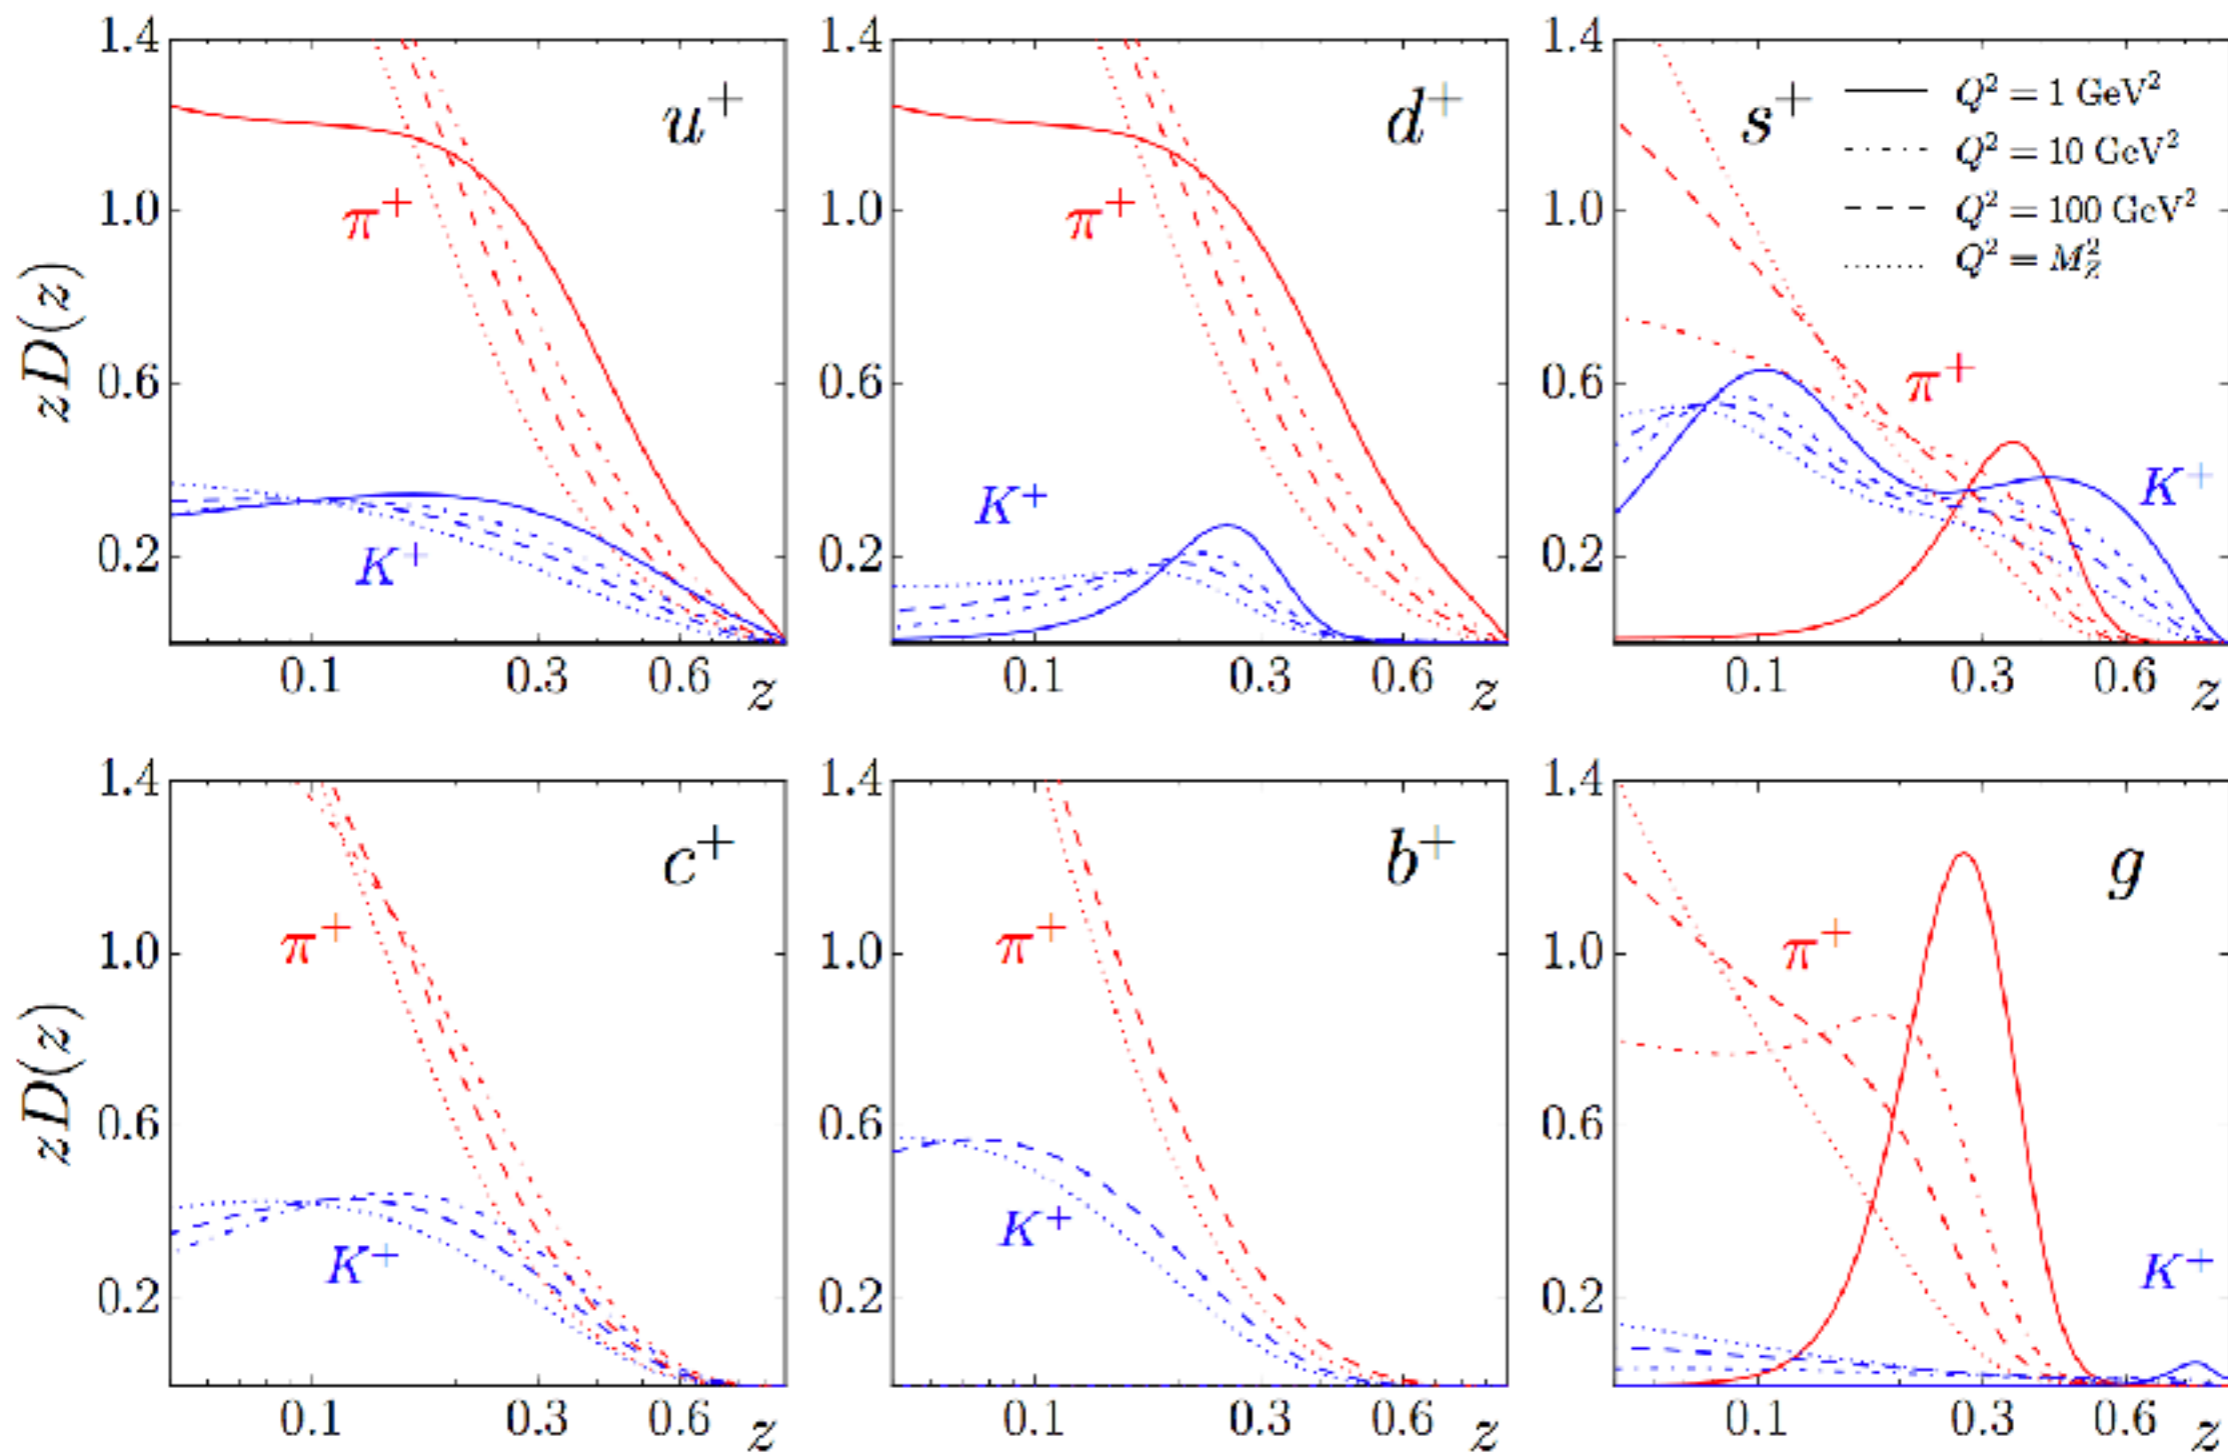 zD(z)
1.4
1.0
0.6
0.2
u⁺
π⁺
K⁺
0.1 0.3 0.6 z
1.4
1.0
0.6
0.2
d⁺
π⁺
K⁺
0.1 0.3 0.6 z
1.4
1.0
0.6
0.2
s⁺
Q² = 1 GeV²
Q² = 10 GeV²
Q² = 100 GeV²
Q² = M_Z²
π⁺
K⁺
0.1 0.3 0.6 z
zD(z)
1.4
1.0
0.6
0.2
c⁺
π⁺
K⁺
0.1 0.3 0.6 z
1.4
1.0
0.6
0.2
b⁺
π⁺
K⁺
0.1 0.3 0.6 z
1.4
1.0
0.6
0.2
g
π⁺
K⁺
0.1 0.3 0.6 z